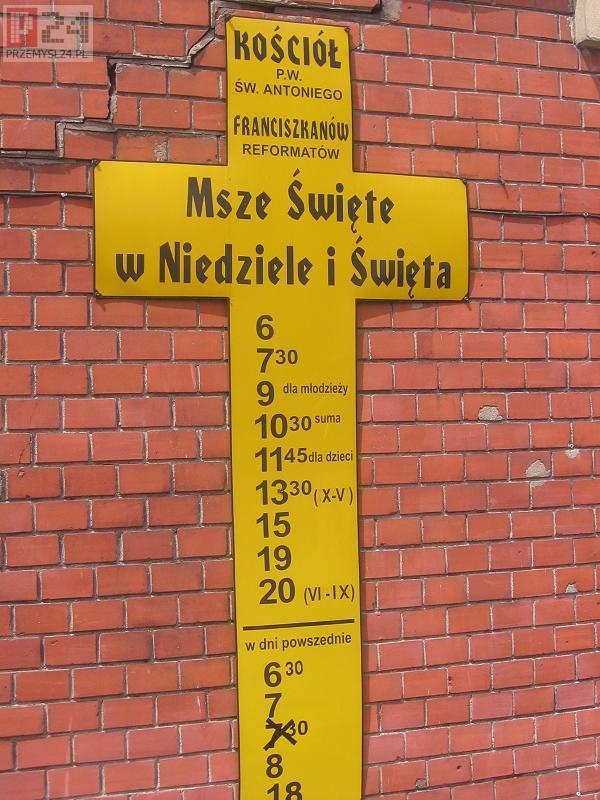 P 24
PRZEMYSL24.PL
KOŚCIÓŁ
P.W.
ŚW. ANTONIEGO
FRANCISZKANÓW
REFORMATÓW
Msze Święte
w Niedziele i Święta
6
7 30
9 dla młodzieży
10 30 suma
11 45 dla dzieci
13 30 (X-V)
15
19
20 (VI-IX)
w dni powszednie
6 30
7
7 30
8
18